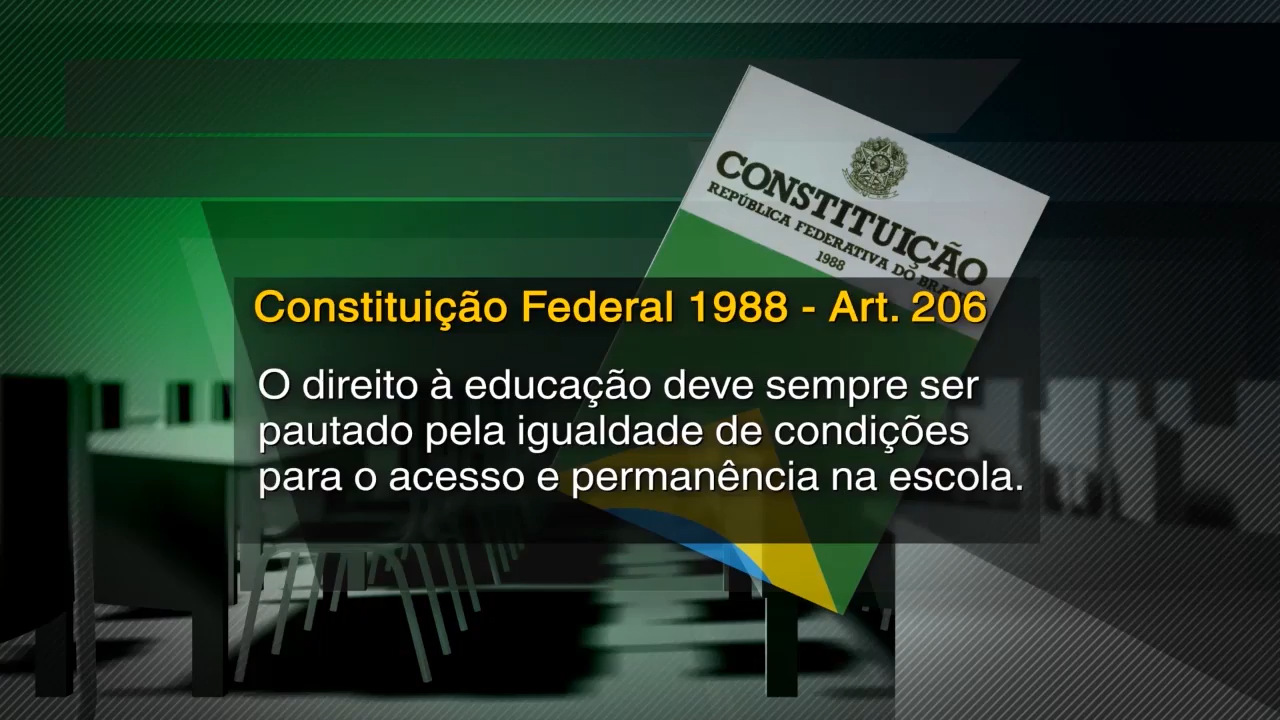 CONSTITUIÇÃO
REPÚBLICA FEDERATIVA DO
1988
Constituição Federal 1988 - Art. 206
O direito à educação deve sempre ser
pautado pela igualdade de condições
para o acesso e permanência na escola.